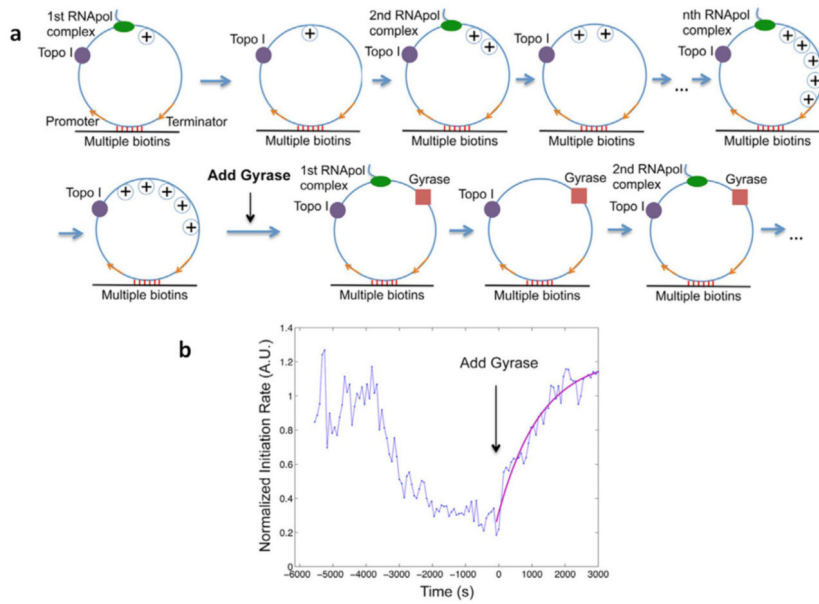 a
1st RNApol
complex
Topo I
+
Promoter
Terminator
Multiple biotins
+
Multiple biotins
2nd RNApol
complex
Topo I
+ +
Multiple biotins
Topo I
+ +
Multiple biotins
...
nth RNApol
complex
Topo I
+ + + + +
Multiple biotins
Topo I
+ + + + +
Multiple biotins
Add Gyrase
1st RNApol
complex
Gyrase
Topo I
Multiple biotins
Gyrase
Topo I
Multiple biotins
2nd RNApol
complex
Gyrase
Topo I
Multiple biotins
...
b
Normalized Initiation Rate (A.U.)
1.4
1.2
1
0.8
0.6
0.4
0.2
0
Add Gyrase
−6000 −5000 −4000 −3000 −2000 −1000 0 1000 2000 3000
Time (s)